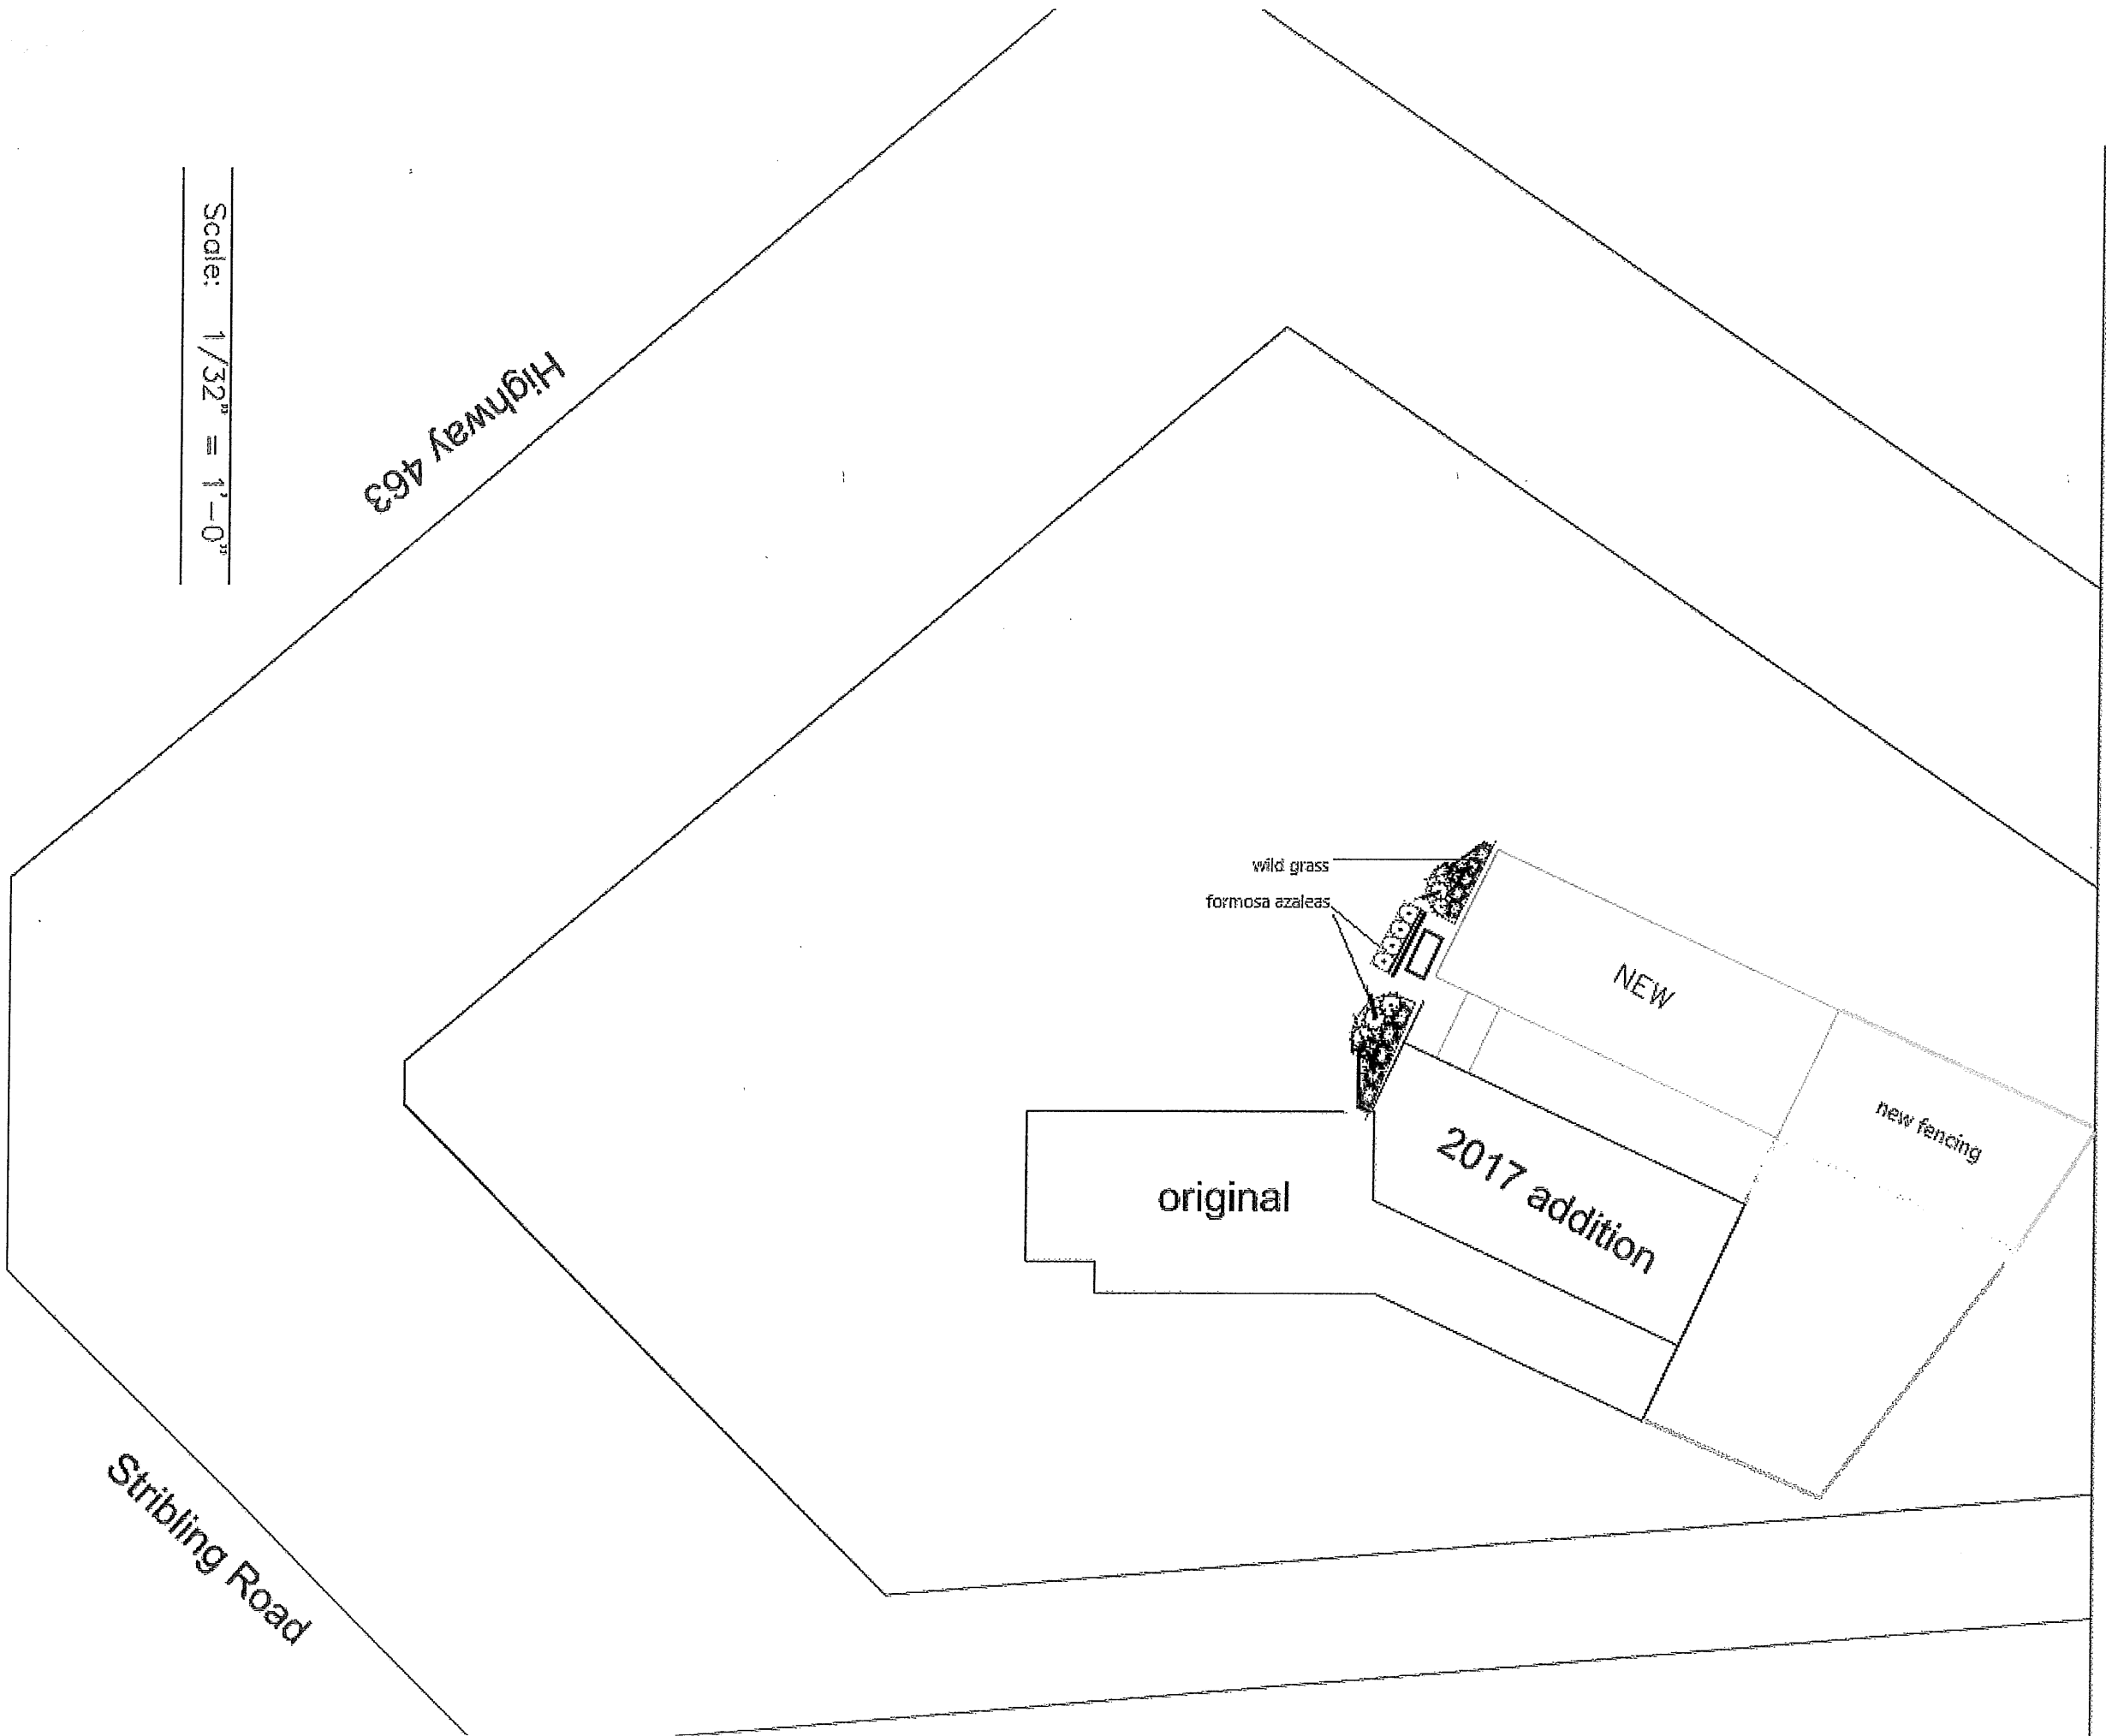 Scale: 1/32" = 1'-0"
Highway 463
wild grass
formosa azaleas
NEW
new fencing
2017 addition
original
Stribling Road